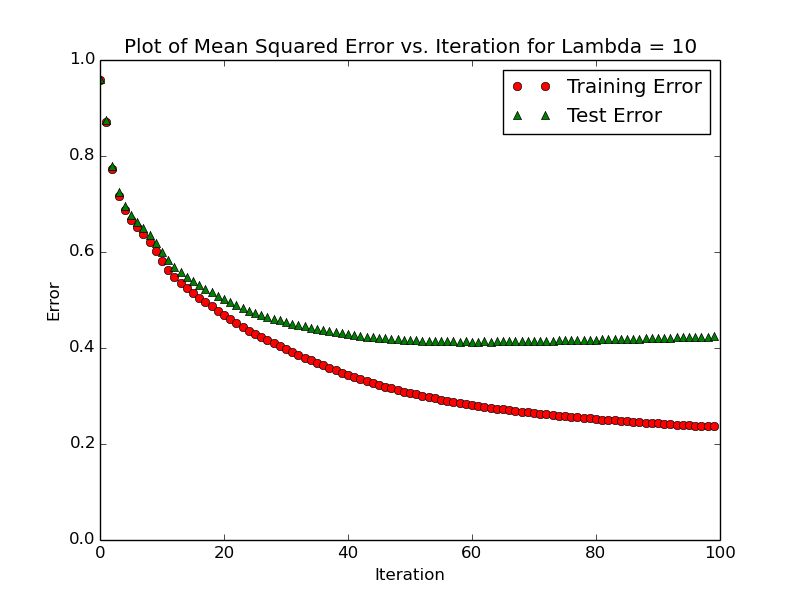 Plot of Mean Squared Error vs. Iteration for Lambda = 10
1.0
Training Error
Test Error
0.8
0.6
Error
0.4
0.2
0.0
0 20 40 60 80 100
Iteration